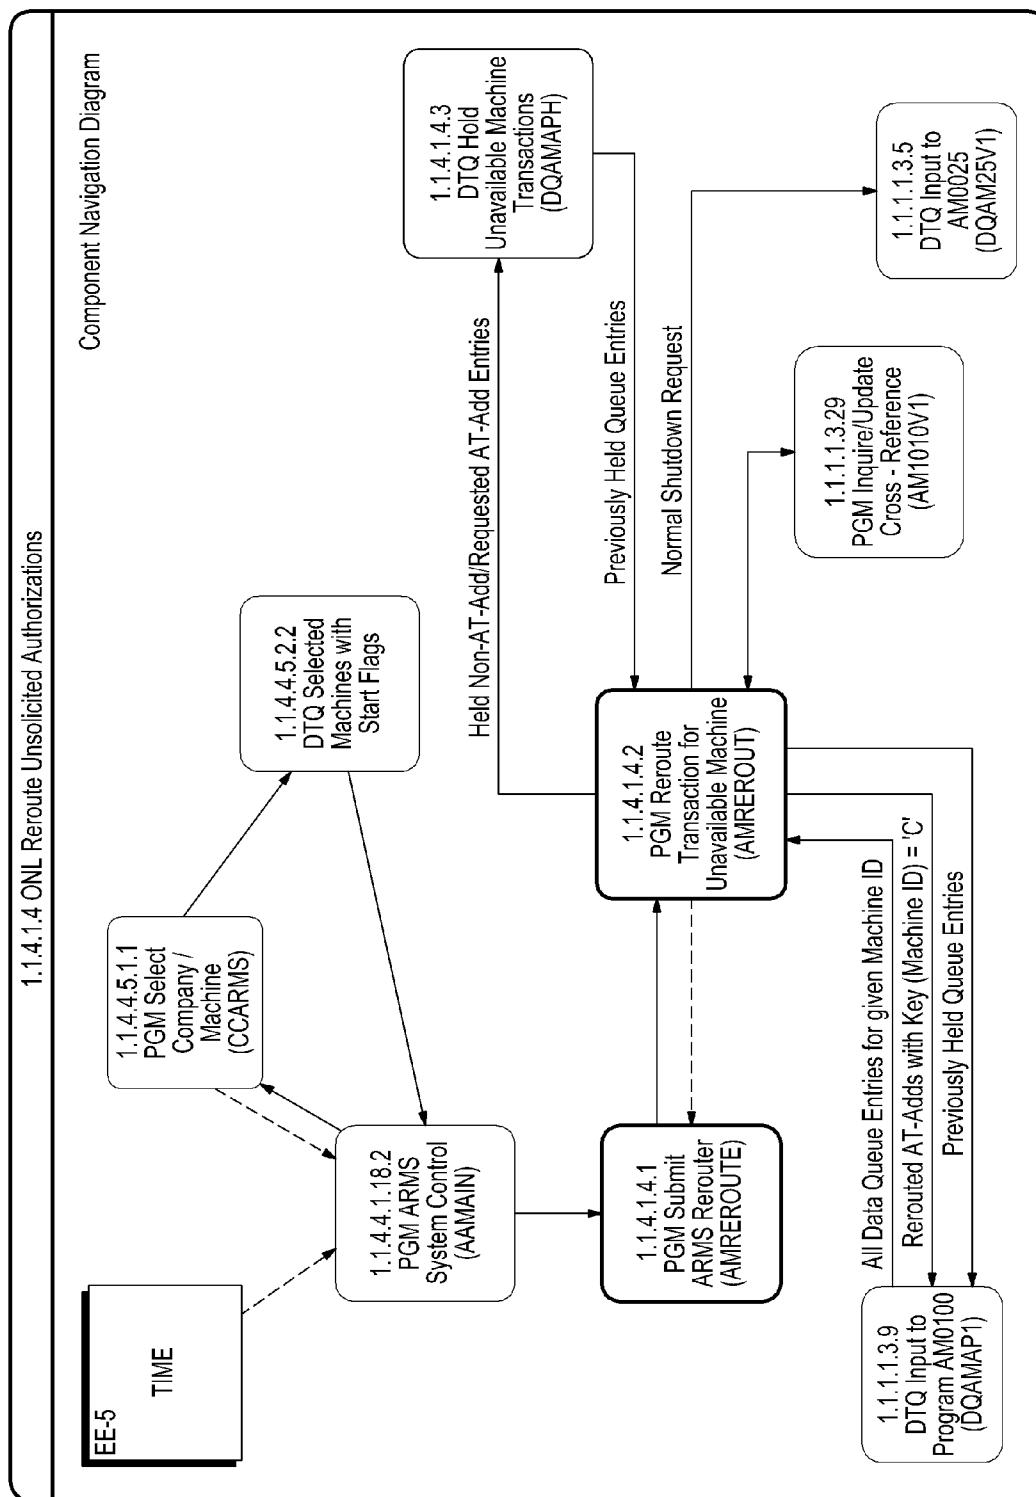 1.1.4.1.4 ONL Reroute Unsolicited Authorizations
Component Navigation Diagram
EE-5
TIME
1.1.4.4.5.1.1
PGM Select
Company /
Machine
(CCARMS)
1.1.4.4.5.2.2
DTQ Selected
Machines with
Start Flags
1.1.4.4.1.18.2
PGM ARMS
System Control
(AAMAIN)
1.1.4.1.4.3
DTQ Hold
Unavailable Machine
Transactions
(DQAMAPH)
Held Non-AT-Add/Requested AT-Add Entries
Previously Held Queue Entries
Normal Shutdown Request
1.1.4.1.4.1
PGM Submit
ARMS Rerouter
(AMREROUTE)
1.1.4.1.4.2
PGM Reroute
Transaction for
Unavailable Machine
(AMREROUT)
1.1.1.1.3.29
PGM Inquire/Update
Cross - Reference
(AM1010V1)
1.1.1.1.3.5
DTQ Input to
AM0025
(DQAM25V1)
All Data Queue Entries for given Machine ID
Rerouted AT-Adds with Key (Machine ID) = 'C'
Previously Held Queue Entries
1.1.1.1.3.9
DTQ Input to
Program AM0100
(DQAMAP1)